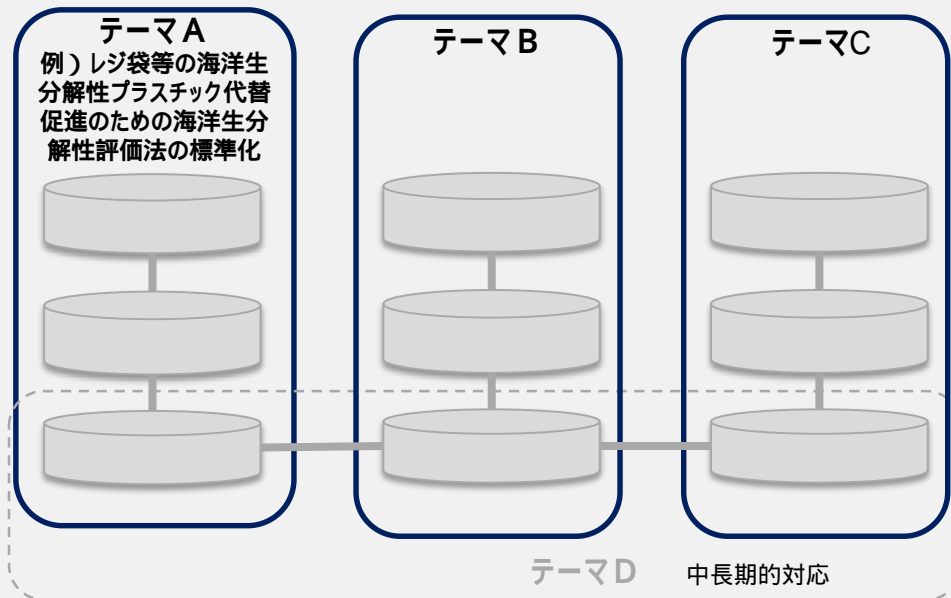 テーマA
例)レジ袋等の海洋生
分解性プラスチック代替
促進のための海洋生分
解性評価法の標準化
テーマB
テーマC
テーマD 中長期的対応